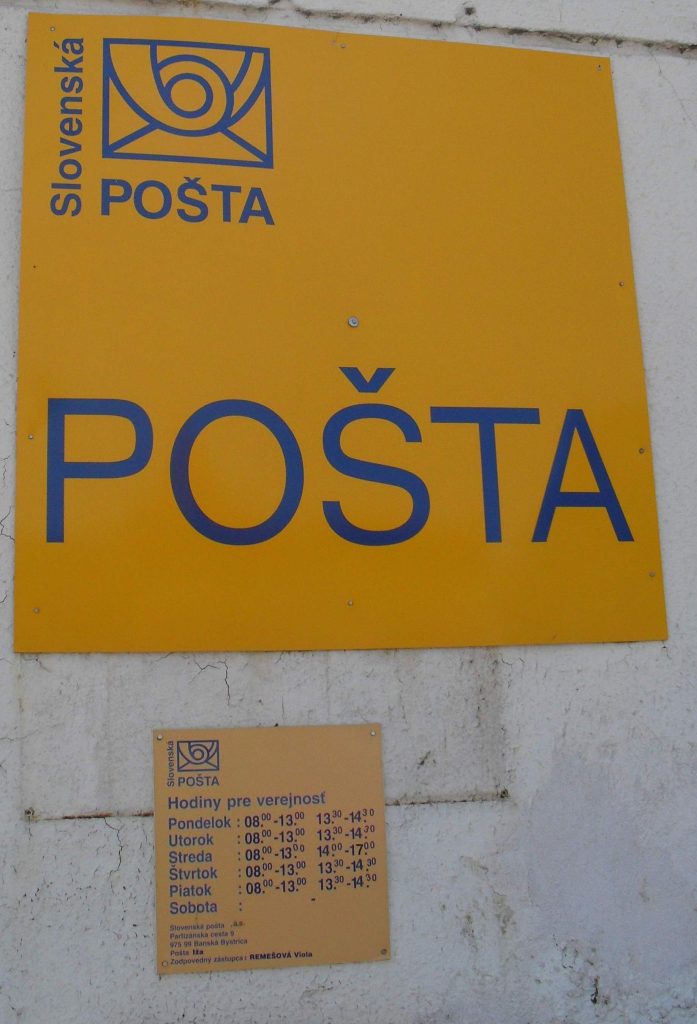 Slovenská
POŠTA
POŠTA
Slovenská
POŠTA
Hodiny pre verejnosť
Pondelok : 08.00-13.00 13.30-14.30
Utorok : 08.00-13.00 13.30-14.30
Streda : 08.00-13.00 14.00-17.00
Štvrtok : 08.00-13.00 13.30-14.30
Piatok : 08.00-13.00 13.30-14.30
Sobota : -
Slovenská pošta ,a.s.
Partizánska cesta 9
975 99 Banská Bystrica
Pošta Iža
Zodpovedný zástupca: REMEŠOVÁ Viola